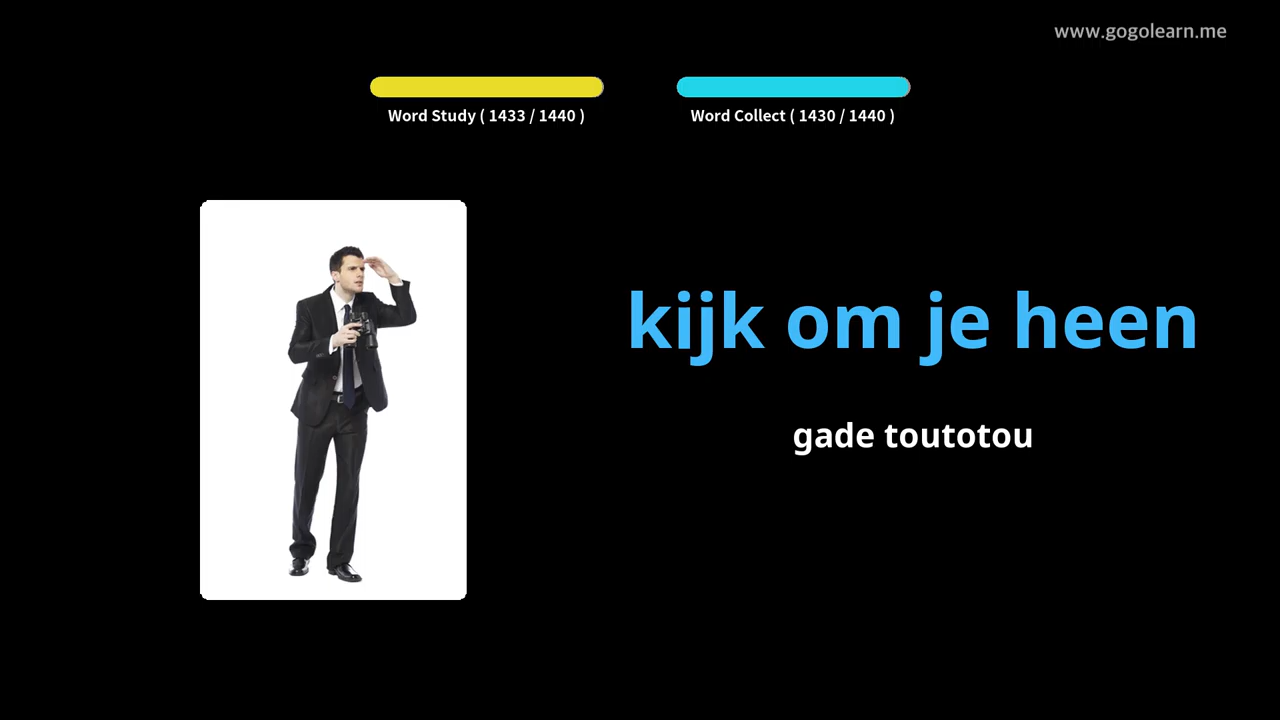 www.gogolearn.me
Word Study ( 1433 / 1440 )
Word Collect ( 1430 / 1440 )
kijk om je heen
gade toutotou